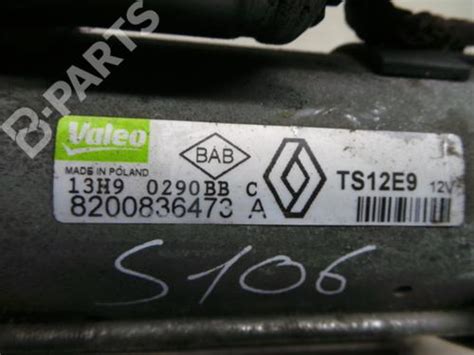 B-PARTS
Valeo
BAB
MADE IN POLAND
TS12E9 12V
13H9 0290BB C
8200836473 A
S106